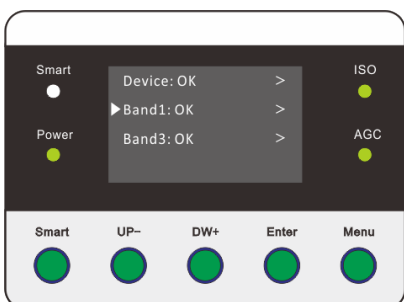 Smart
ISO
Device: OK >
Band1: OK >
Power
Band3: OK >
AGC
Smart UP− DW+ Enter Menu